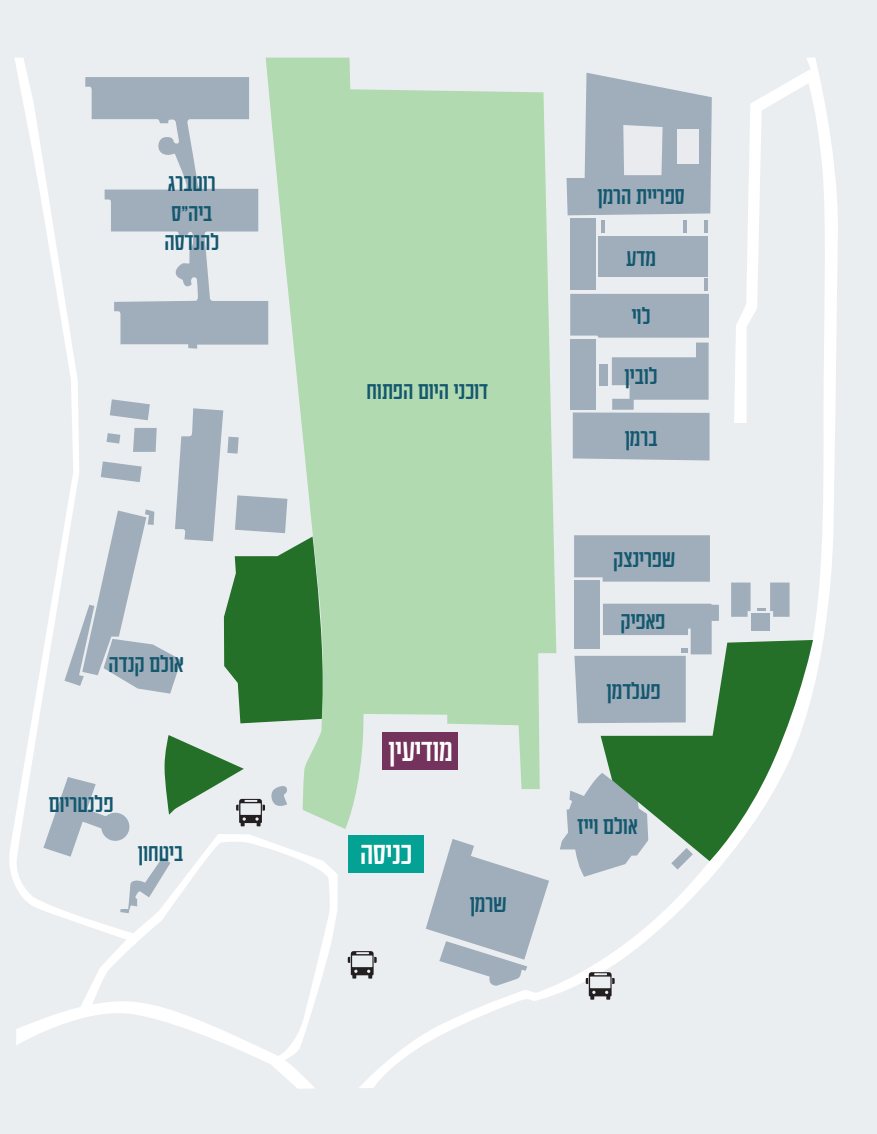 רוטברג
ביה"ס
להנדסה
ספריית הרמן
מדע
לוי
לובין
דוכני היום הפתוח
ברמן
שפרינצק
פאפיק
אולם קנדה
פעלדמן
מודיעין
פלנטריום
אולם וייז
ביטחון
כניסה
שרמן